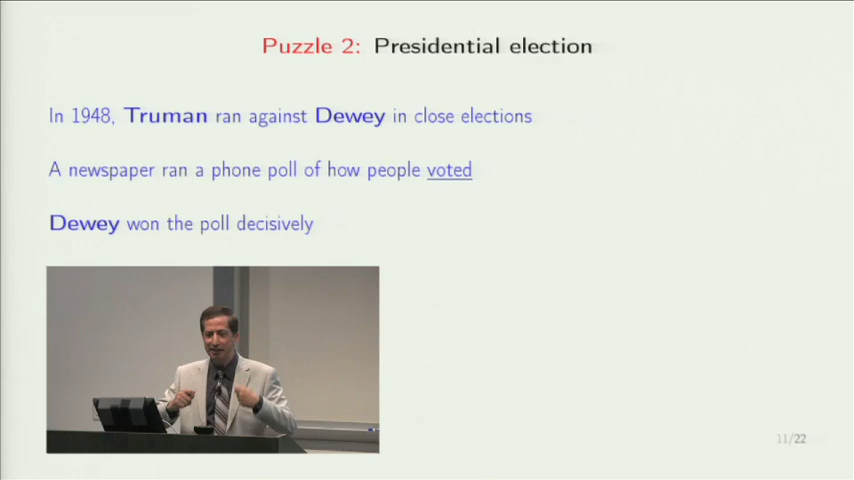 Puzzle 2: Presidential election
In 1948, Truman ran against Dewey in close elections
A newspaper ran a phone poll of how people voted
Dewey won the poll decisively
11/22